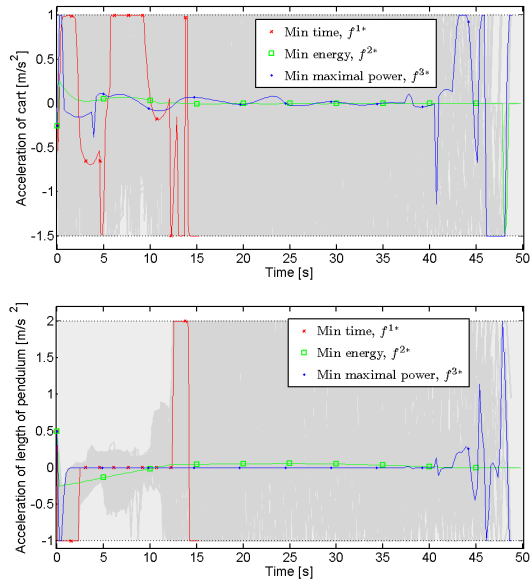 Acceleration of cart [m/s²]
1
0.5
0
-0.5
-1
-1.5
Min time, f¹*
Min energy, f²*
Min maximal power, f³*
0 5 10 15 20 25 30 35 40 45 50
Time [s]
Acceleration of length of pendulum [m/s²]
2
1.5
1
0.5
0
-0.5
-1
Min time, f¹*
Min energy, f²*
Min maximal power, f³*
0 5 10 15 20 25 30 35 40 45 50
Time [s]